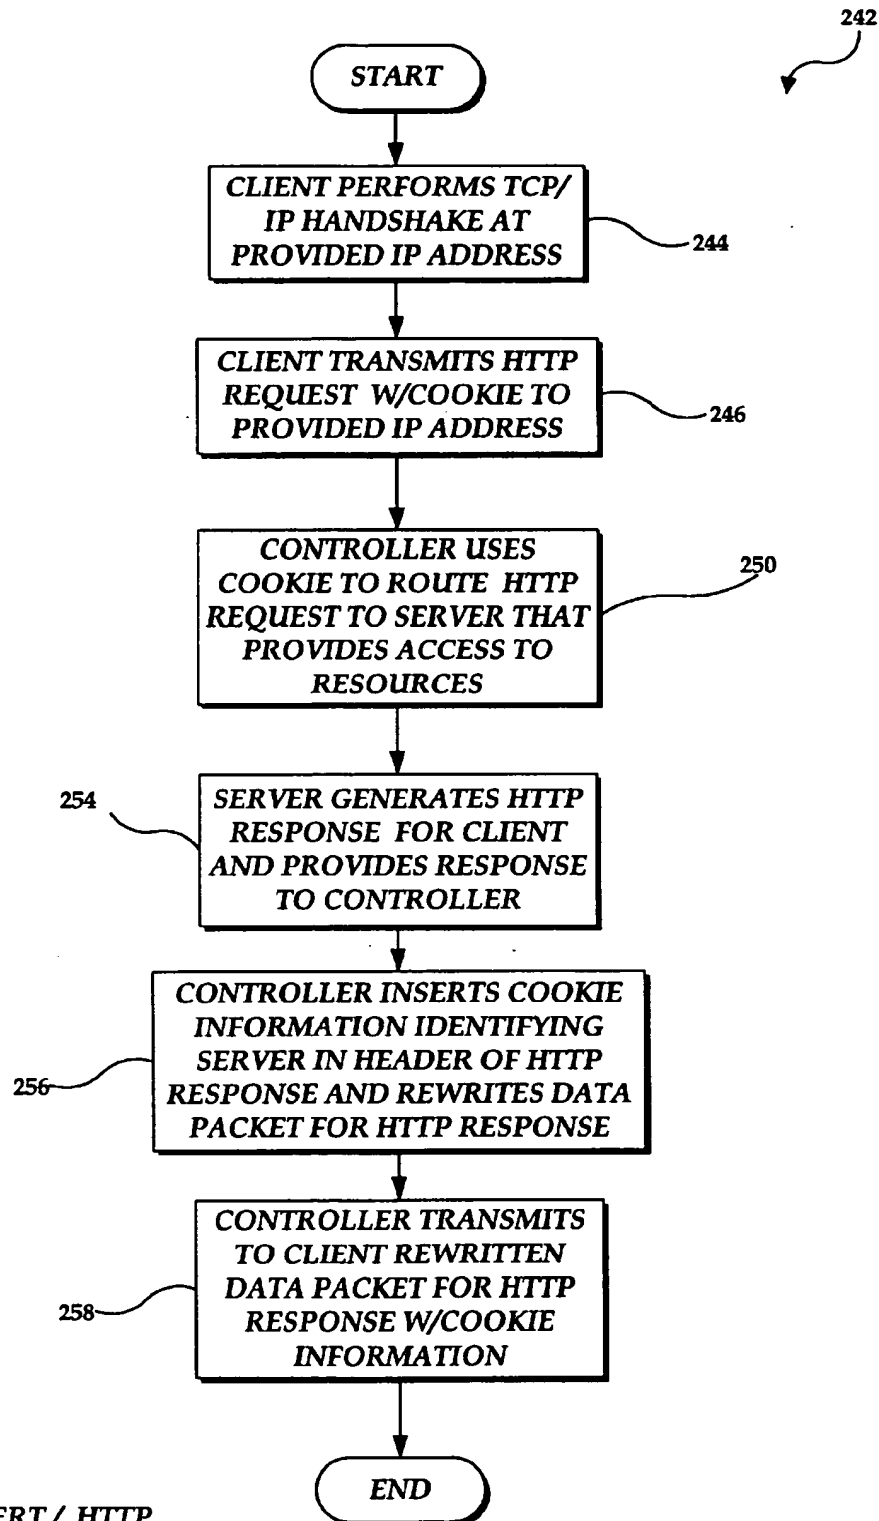 242
START
CLIENT PERFORMS TCP/
IP HANDSHAKE AT
PROVIDED IP ADDRESS
244
CLIENT TRANSMITS HTTP
REQUEST W/COOKIE TO
PROVIDED IP ADDRESS
246
CONTROLLER USES
COOKIE TO ROUTE HTTP
REQUEST TO SERVER THAT
PROVIDES ACCESS TO
RESOURCES
250
254
SERVER GENERATES HTTP
RESPONSE FOR CLIENT
AND PROVIDES RESPONSE
TO CONTROLLER
CONTROLLER INSERTS COOKIE
INFORMATION IDENTIFYING
SERVER IN HEADER OF HTTP
RESPONSE AND REWRITES DATA
PACKET FOR HTTP RESPONSE
256
CONTROLLER TRANSMITS
TO CLIENT REWRITTEN
DATA PACKET FOR HTTP
RESPONSE W/COOKIE
INFORMATION
258
END
HTTP